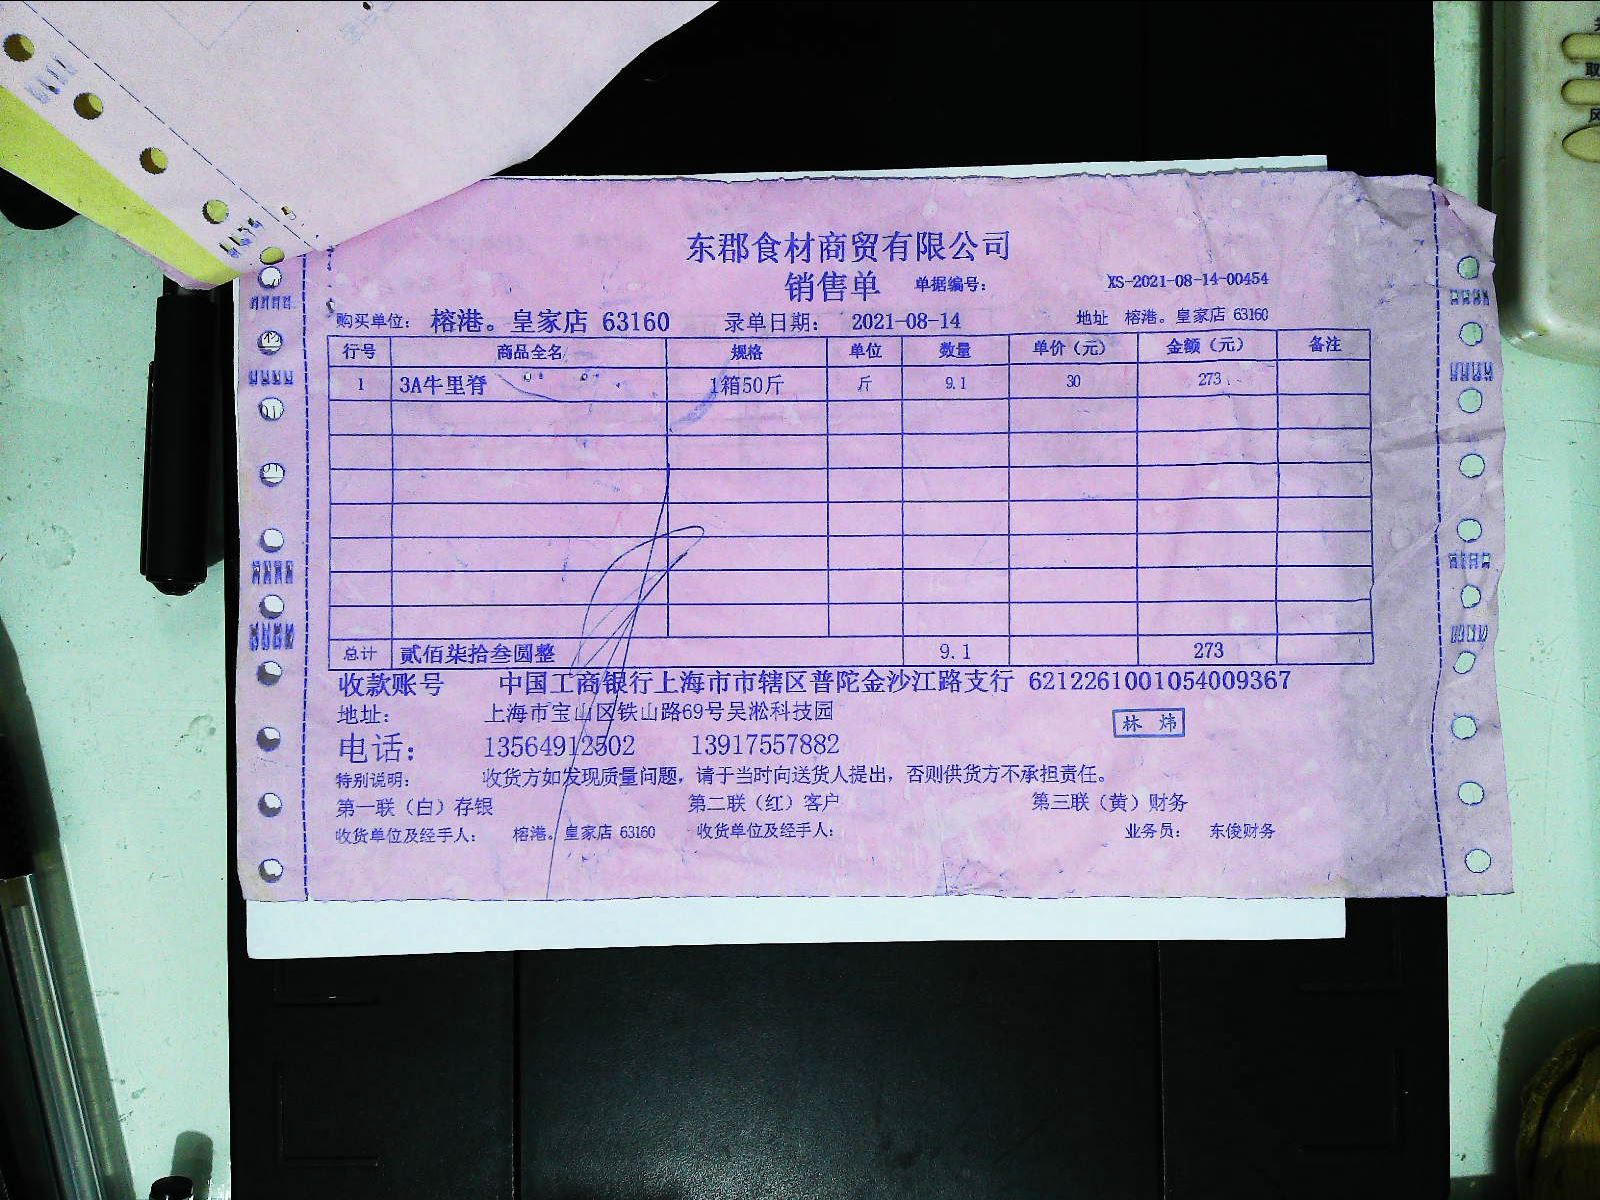 东郡食材商贸有限公司
销售单 单据编号: XS-2021-08-14-00454
购买单位: 榕港。皇家店 63160 录单日期: 2021-08-14 地址 榕港。皇家店 63160
行号 商品全名 规格 单位 数量 单价(元) 金额(元) 备注
1 3A牛里脊 1箱50斤 斤 9.1 30 273
总计 贰佰柒拾叁圆整 9.1 273
收款账号 中国工商银行上海市市辖区普陀金沙江路支行 6212261001054009367
地址: 上海市宝山区铁山路69号吴淞科技园
林 炜
电话: 13564912502 13917557882
特别说明: 收货方如发现质量问题，请于当时向送货人提出，否则供货方不承担责任。
第一联(白)存银 第二联(红)客户 第三联(黄)财务
收货单位及经手人: 榕港。皇家店 63160 收货单位及经手人: 业务员: 东俊财务
取